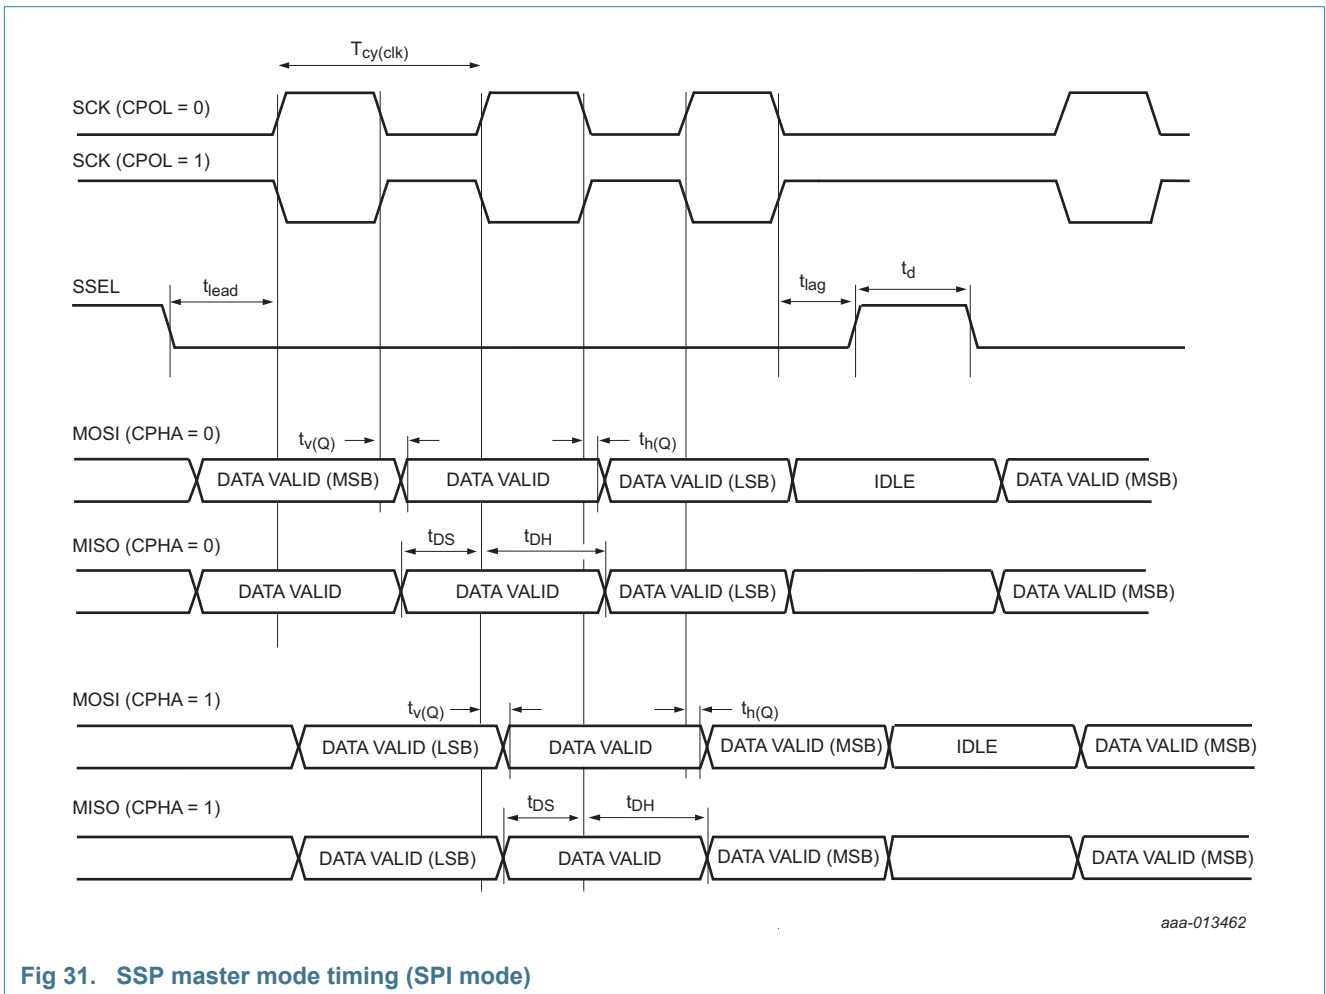 Tcy(clk)
SCK (CPOL = 0)
SCK (CPOL = 1)
SSEL
tlead
tlag
td
MOSI (CPHA = 0)
tv(Q)
th(Q)
DATA VALID (MSB) DATA VALID DATA VALID (LSB) IDLE DATA VALID (MSB)
MISO (CPHA = 0)
tDS
tDH
DATA VALID DATA VALID DATA VALID (LSB) DATA VALID (MSB)
MOSI (CPHA = 1)
tv(Q)
th(Q)
DATA VALID (LSB) DATA VALID DATA VALID (MSB) IDLE DATA VALID (MSB)
MISO (CPHA = 1)
tDS
tDH
DATA VALID (LSB) DATA VALID DATA VALID (MSB) DATA VALID (MSB)
aaa-013462
Fig 31. SSP master mode timing (SPI mode)